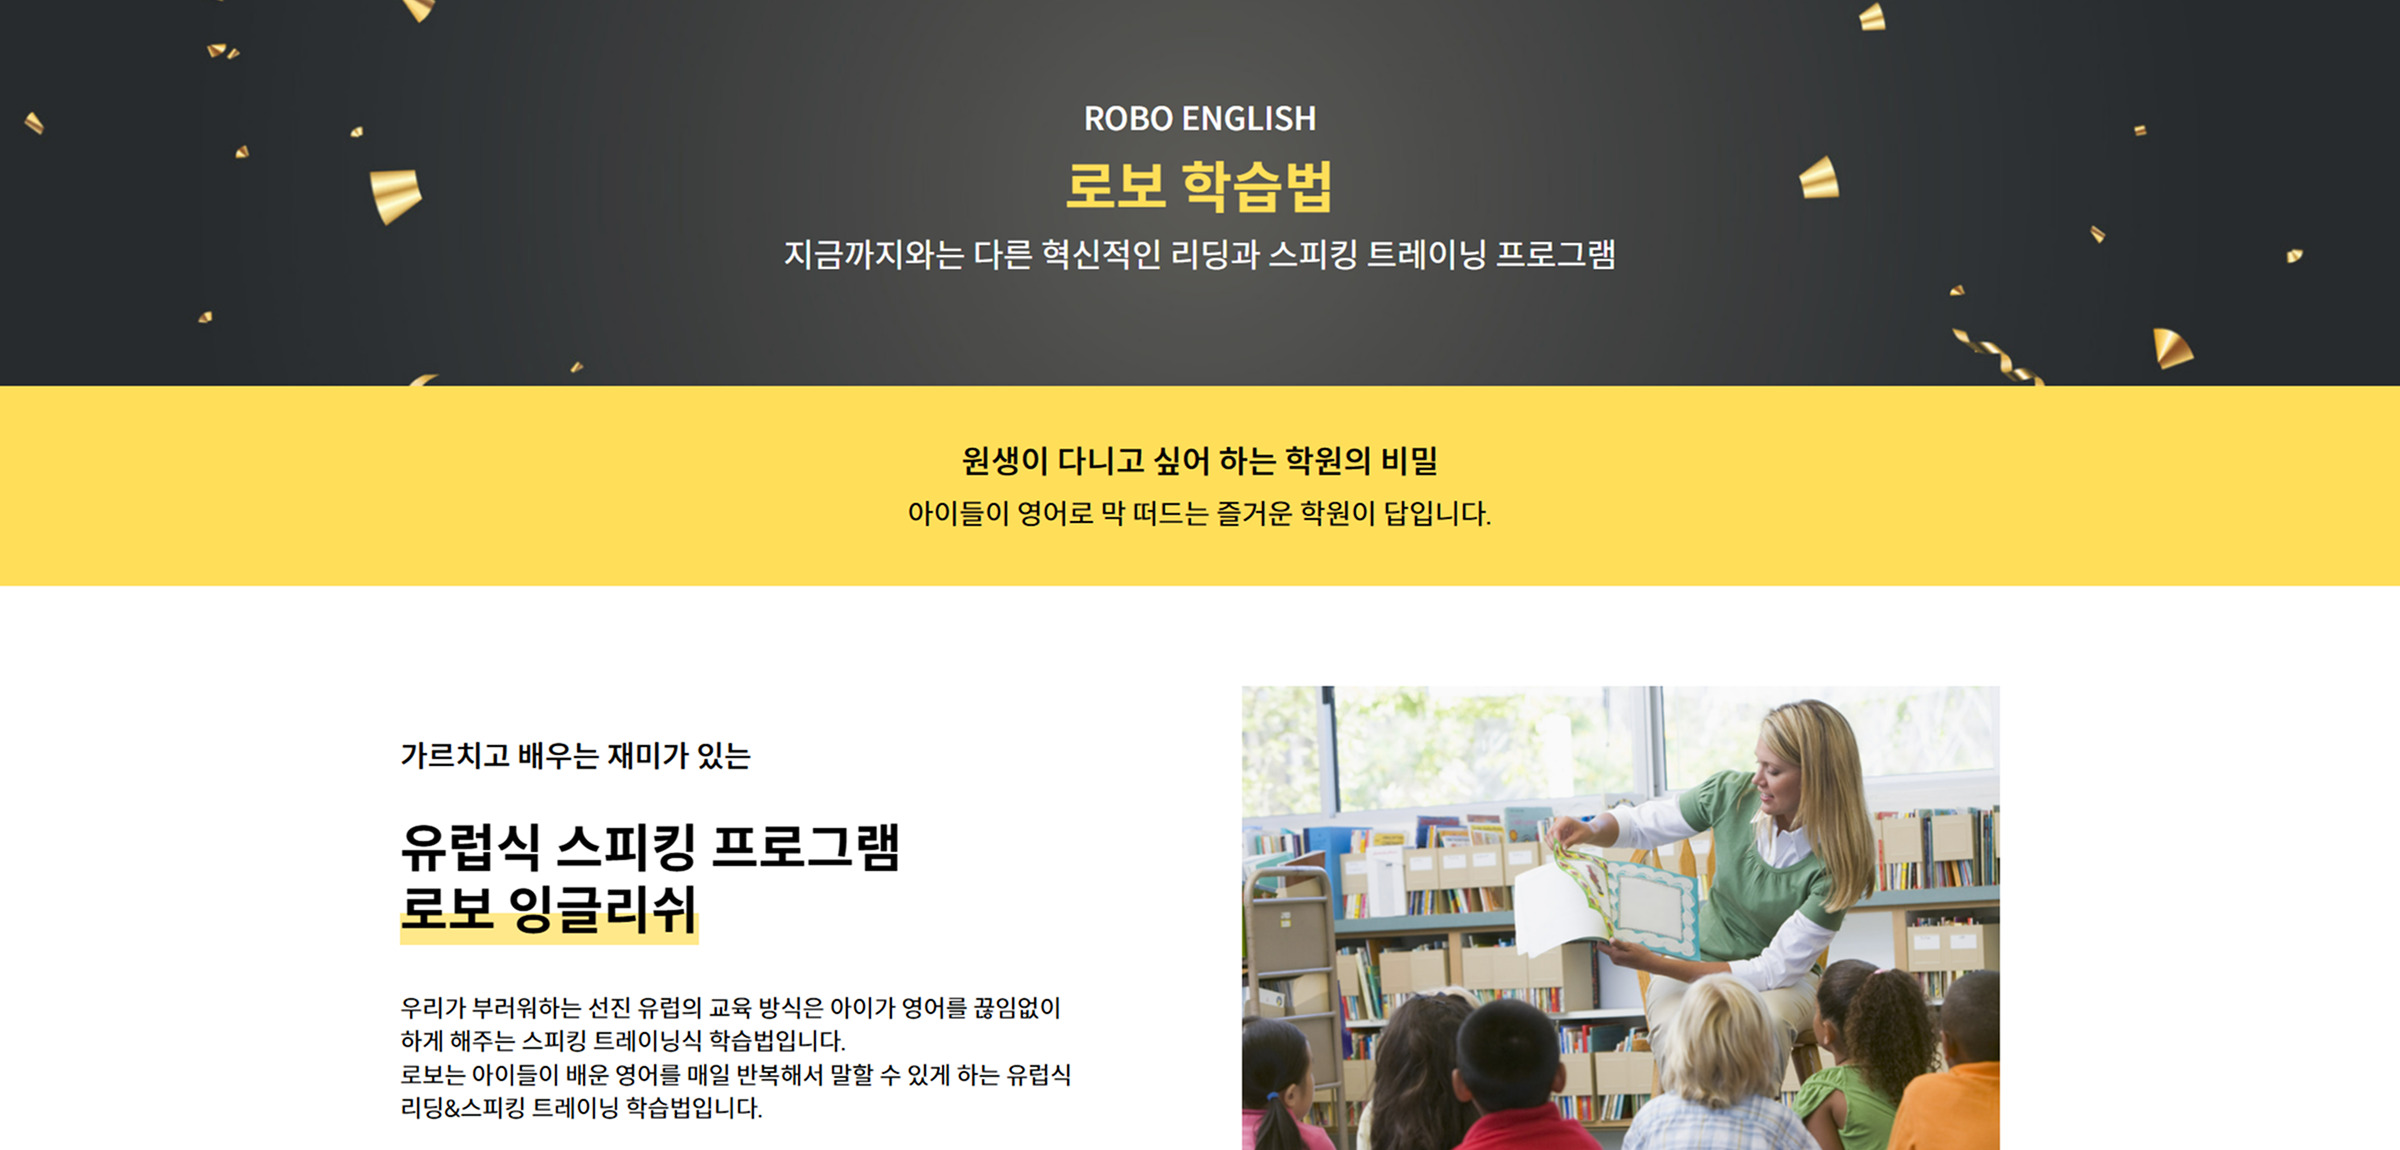 ROBO ENGLISH
로보 학습법
지금까지와는 다른 혁신적인 리딩과 스피킹 트레이닝 프로그램
원생이 다니고 싶어 하는 학원의 비밀
아이들이 영어로 막 떠드는 즐거운 학원이 답입니다.
가르치고 배우는 재미가 있는
유럽식 스피킹 프로그램
로보 잉글리쉬
우리가 부러워하는 선진 유럽의 교육 방식은 아이가 영어를 끊임없이
하게 해주는 스피킹 트레이닝식 학습법입니다.
로보는 아이들이 배운 영어를 매일 반복해서 말할 수 있게 하는 유럽식
리딩&스피킹 트레이닝 학습법입니다.